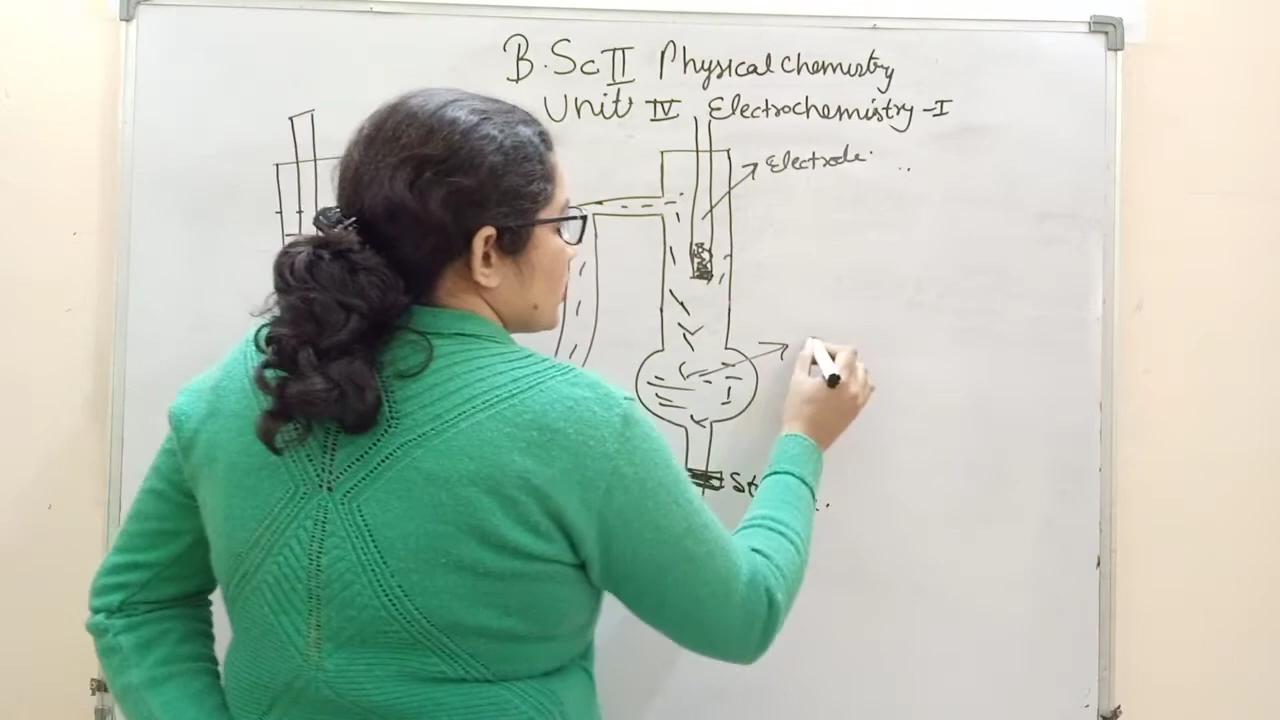 B.Sc II Physical Chemistry
Unit IV Electrochemistry-I
Electrode